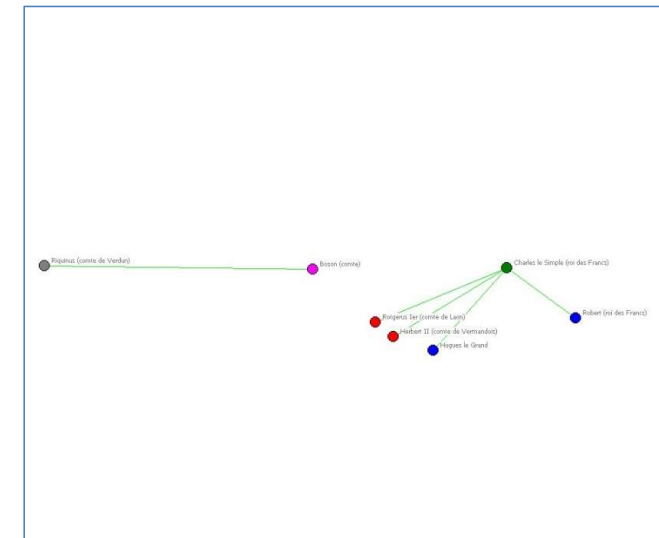 Riquinus (comte de Verdun)
Boson (comte)
Charles le Simple (roi des Francs)
Rotgerus 1er (comte de Laon)
Robert (roi des Francs)
Herbert II (comte de Vermandois)
Hugues le Grand